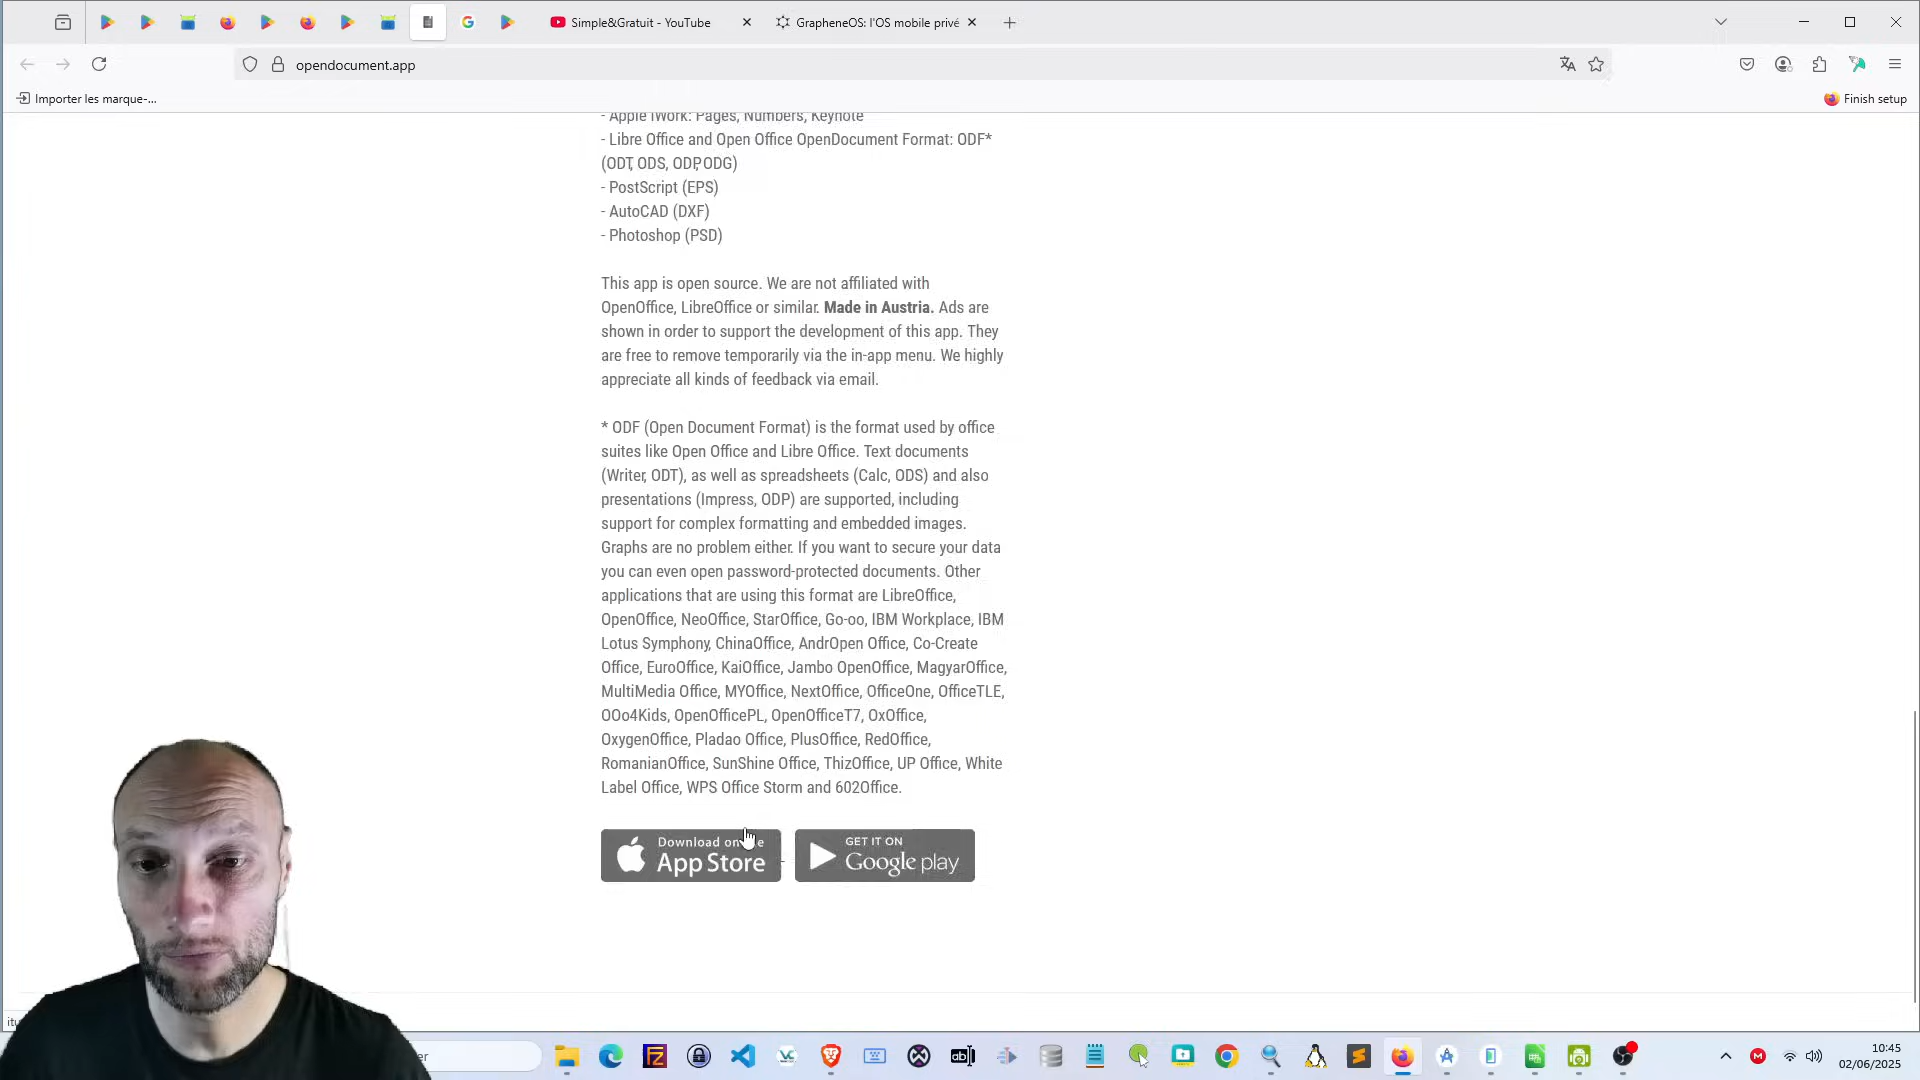 Simple&Gratuit - YouTube
GrapheneOS: l'OS mobile privé
opendocument.app
Importer les marque-...
Finish setup
- Apple iWork: Pages, Numbers, Keynote
- Libre Office and Open Office OpenDocument Format: ODF*
(ODT, ODS, ODP, ODG)
- PostScript (EPS)
- AutoCAD (DXF)
- Photoshop (PSD)
This app is open source. We are not affiliated with
OpenOffice, LibreOffice or similar. Made in Austria. Ads are
shown in order to support the development of this app. They
are free to remove temporarily via the in-app menu. We highly
appreciate all kinds of feedback via email.
* ODF (Open Document Format) is the format used by office
suites like Open Office and Libre Office. Text documents
(Writer, ODT), as well as spreadsheets (Calc, ODS) and also
presentations (Impress, ODP) are supported, including
support for complex formatting and embedded images.
Graphs are no problem either. If you want to secure your data
you can even open password-protected documents. Other
applications that are using this format are LibreOffice,
OpenOffice, NeoOffice, StarOffice, Go-oo, IBM Workplace, IBM
Lotus Symphony, ChinaOffice, AndrOpen Office, Co-Create
Office, EuroOffice, KaiOffice, Jambo OpenOffice, MagyarOffice,
MultiMedia Office, MYOffice, NextOffice, OfficeOne, OfficeTLE,
OOo4Kids, OpenOfficePL, OpenOfficeT7, OxOffice,
OxygenOffice, Pladao Office, PlusOffice, RedOffice,
RomanianOffice, SunShine Office, ThizOffice, UP Office, White
Label Office, WPS Office Storm and 602Office.
Download on the
App Store
GET IT ON
Google play
10:45
02/06/2025